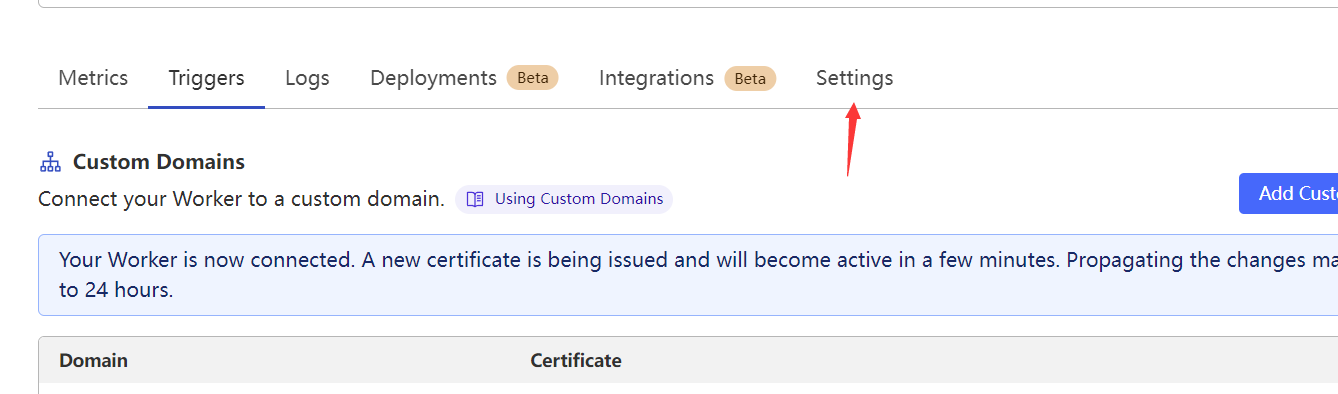 Metrics Triggers Logs Deployments Beta Integrations Beta Settings
Custom Domains
Connect your Worker to a custom domain. Using Custom Domains
Add Custo
Your Worker is now connected. A new certificate is being issued and will become active in a few minutes. Propagating the changes ma
to 24 hours.
Domain Certificate